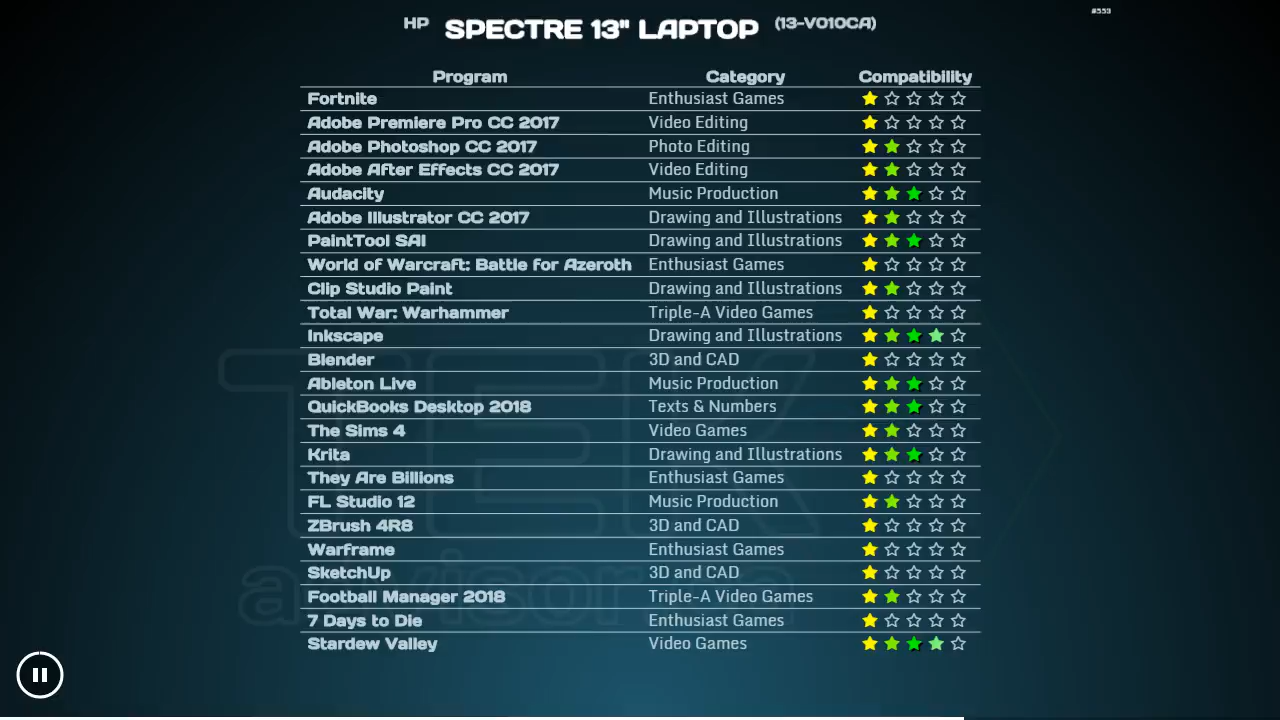 #553
HP SPECTRE 13" LAPTOP (13-V010CA)
Program Category Compatibility
Fortnite Enthusiast Games
Adobe Premiere Pro CC 2017 Video Editing
Adobe Photoshop CC 2017 Photo Editing
Adobe After Effects CC 2017 Video Editing
Audacity Music Production
Adobe Illustrator CC 2017 Drawing and Illustrations
PaintTool SAI Drawing and Illustrations
World of Warcraft: Battle for Azeroth Enthusiast Games
Clip Studio Paint Drawing and Illustrations
Total War: Warhammer Triple-A Video Games
Inkscape Drawing and Illustrations
Blender 3D and CAD
Ableton Live Music Production
QuickBooks Desktop 2018 Texts & Numbers
The Sims 4 Video Games
Krita Drawing and Illustrations
They Are Billions Enthusiast Games
FL Studio 12 Music Production
ZBrush 4R8 3D and CAD
Warframe Enthusiast Games
SketchUp 3D and CAD
Football Manager 2018 Triple-A Video Games
7 Days to Die Enthusiast Games
Stardew Valley Video Games